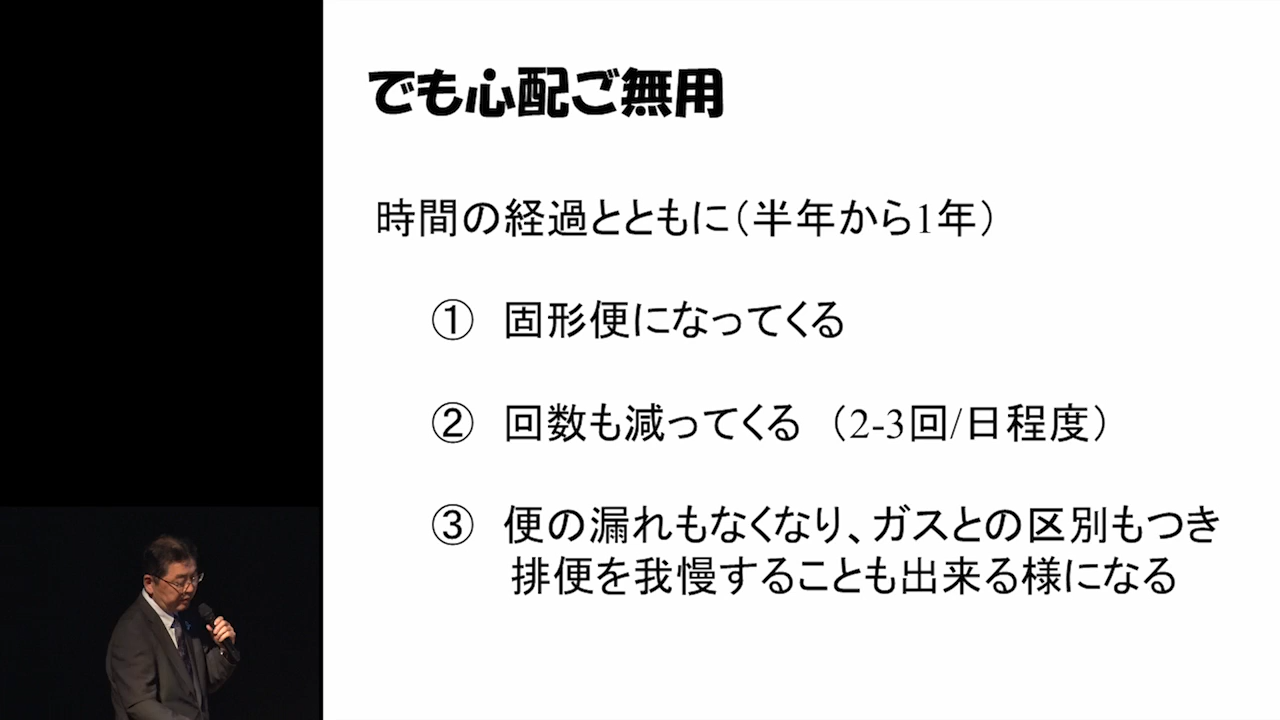 でも心配ご無用
時間の経過とともに（半年から1年）
① 固形便になってくる
② 回数も減ってくる （2-3回/日程度）
③ 便の漏れもなくなり、ガスとの区別もつき
排便を我慢することも出来る様になる